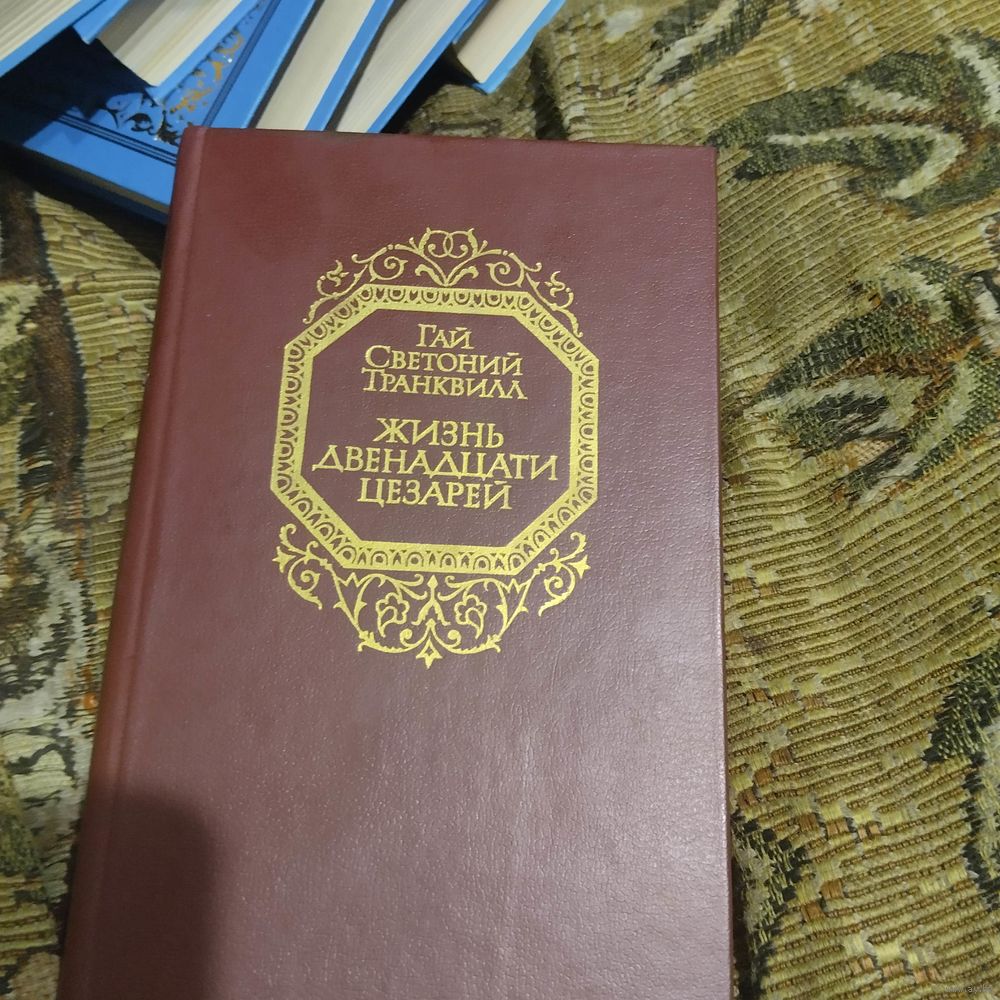 Гай
Светоний
Транквилл
ЖИЗНЬ
ДВЕНАДЦАТИ
ЦЕЗАРЕЙ